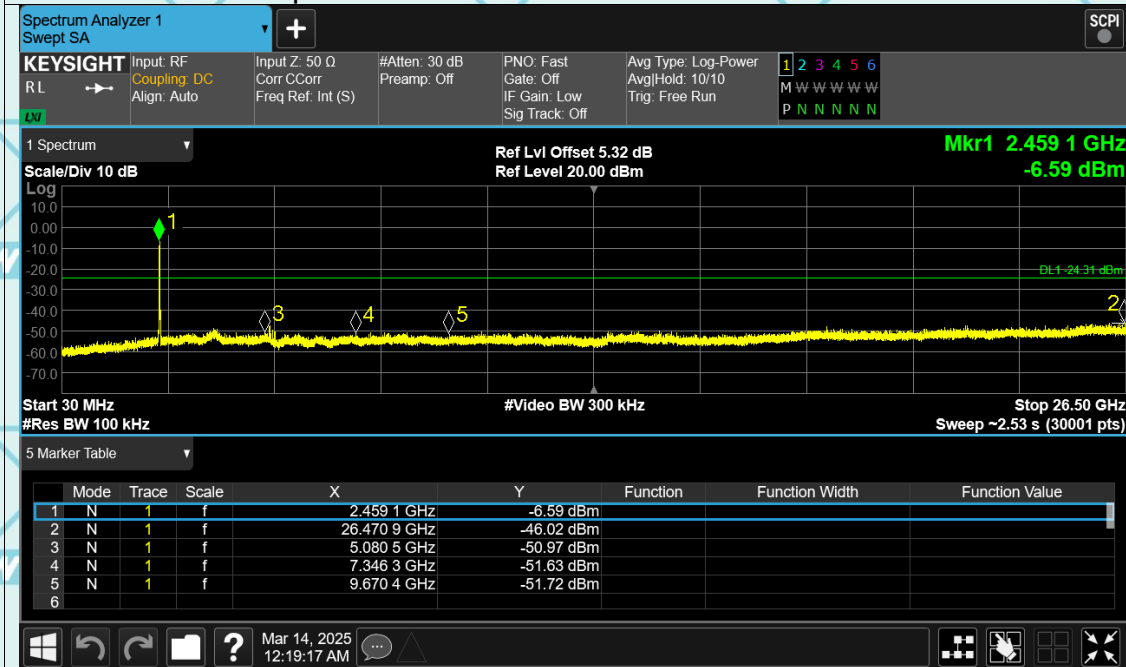 Spectrum Analyzer 1
Swept SA
+
SCPI
KEYSIGHT
RL
LXI
Input: RF
Coupling: DC
Align: Auto
Input Z: 50 Ω
Corr CCorr
Freq Ref: Int (S)
#Atten: 30 dB
Preamp: Off
PNO: Fast
Gate: Off
IF Gain: Low
Sig Track: Off
Avg Type: Log-Power
Avg|Hold: 10/10
Trig: Free Run
1 2 3 4 5 6
M W W W W W
P N N N N N
1 Spectrum
Scale/Div 10 dB
Ref Lvl Offset 5.32 dB
Ref Level 20.00 dBm
Mkr1 2.459 1 GHz
-6.59 dBm
Log
10.0
0.00
-10.0
-20.0
-30.0
-40.0
-50.0
-60.0
-70.0
1
DL1 -24.31 dBm
2
3
4
5
Start 30 MHz
#Res BW 100 kHz
#Video BW 300 kHz
Stop 26.50 GHz
Sweep ~2.53 s (30001 pts)
5 Marker Table
Mode Trace Scale X Y Function Function Width Function Value
1 N 1 f 2.459 1 GHz -6.59 dBm
2 N 1 f 26.470 9 GHz -46.02 dBm
3 N 1 f 5.080 5 GHz -50.97 dBm
4 N 1 f 7.346 3 GHz -51.63 dBm
5 N 1 f 9.670 4 GHz -51.72 dBm
6
?
Mar 14, 2025
12:19:17 AM